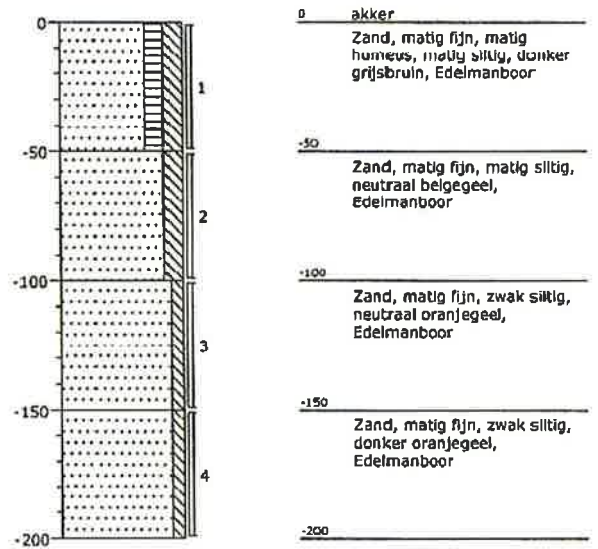 0
-50
-100
-150
-200
1
2
3
4
0 akker
Zand, matig fijn, matig
humeus, matig siltig, donker
grijsbruin, Edelmanboor
-50
Zand, matig fijn, matig siltig,
neutraal beigegeel,
Edelmanboor
-100
Zand, matig fijn, zwak siltig,
neutraal oranjegeel,
Edelmanboor
-150
Zand, matig fijn, zwak siltig,
donker oranjegeel,
Edelmanboor
-200